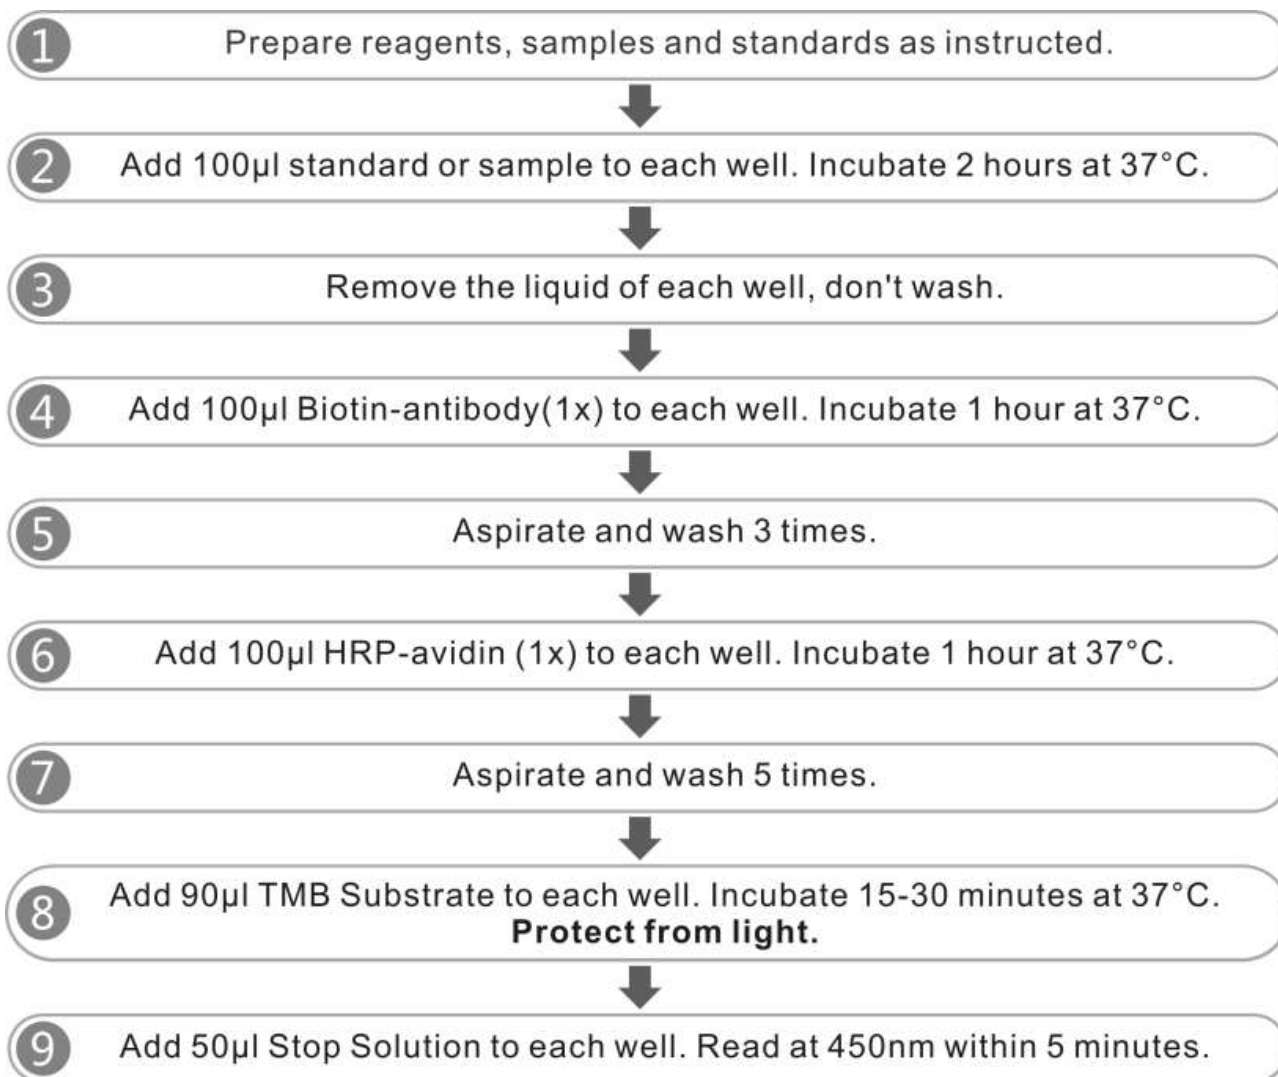 1 Prepare reagents, samples and standards as instructed.
2 Add 100µl standard or sample to each well. Incubate 2 hours at 37°C.
3 Remove the liquid of each well, don't wash.
4 Add 100µl Biotin-antibody(1x) to each well. Incubate 1 hour at 37°C.
5 Aspirate and wash 3 times.
6 Add 100µl HRP-avidin (1x) to each well. Incubate 1 hour at 37°C.
7 Aspirate and wash 5 times.
8 Add 90µl TMB Substrate to each well. Incubate 15-30 minutes at 37°C.
Protect from light.
9 Add 50µl Stop Solution to each well. Read at 450nm within 5 minutes.